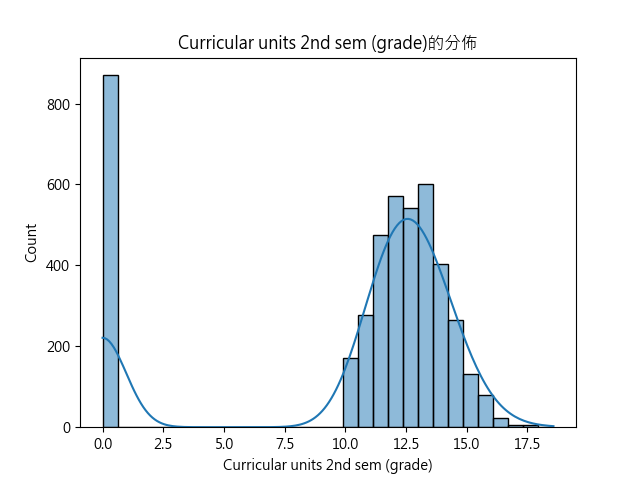 Curricular units 2nd sem (grade)的分佈
Count
800
600
400
200
0
0.0 2.5 5.0 7.5 10.0 12.5 15.0 17.5
Curricular units 2nd sem (grade)